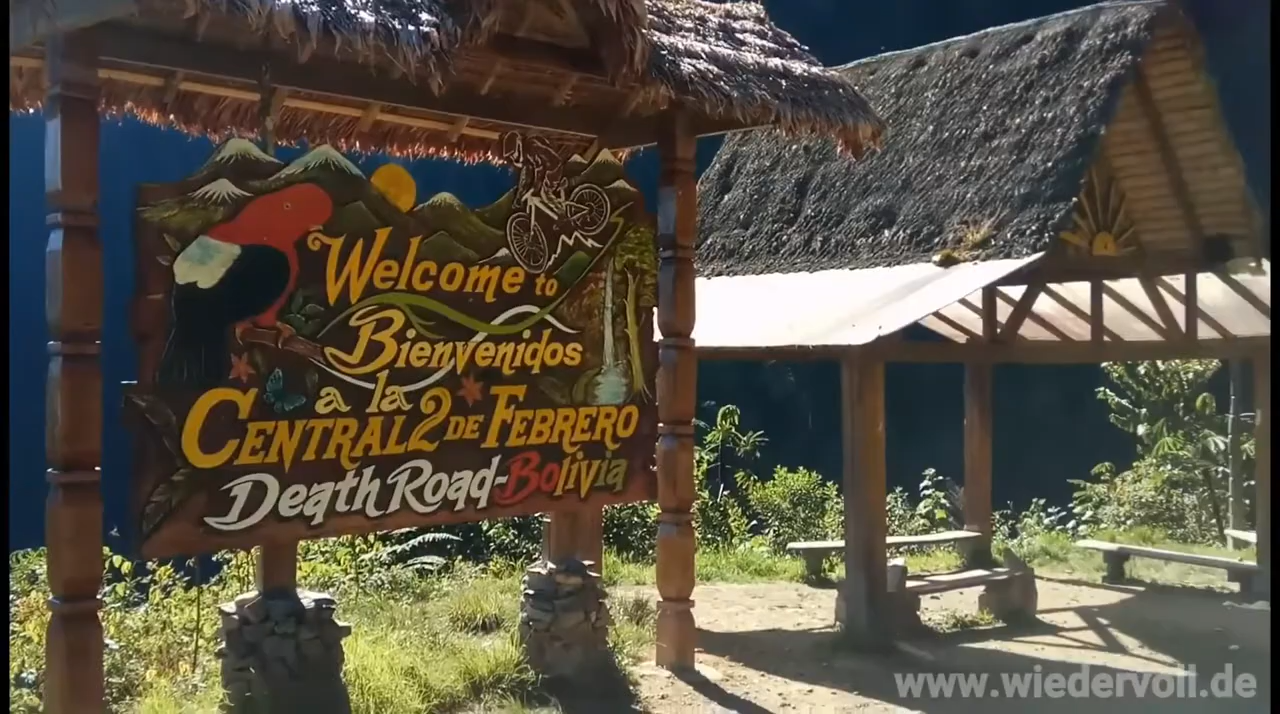 Welcome to
Bienvenidos
a la
CENTRAL 2 DE FEBRERO
Death Road-Bolivia
www.wiedervoll.de